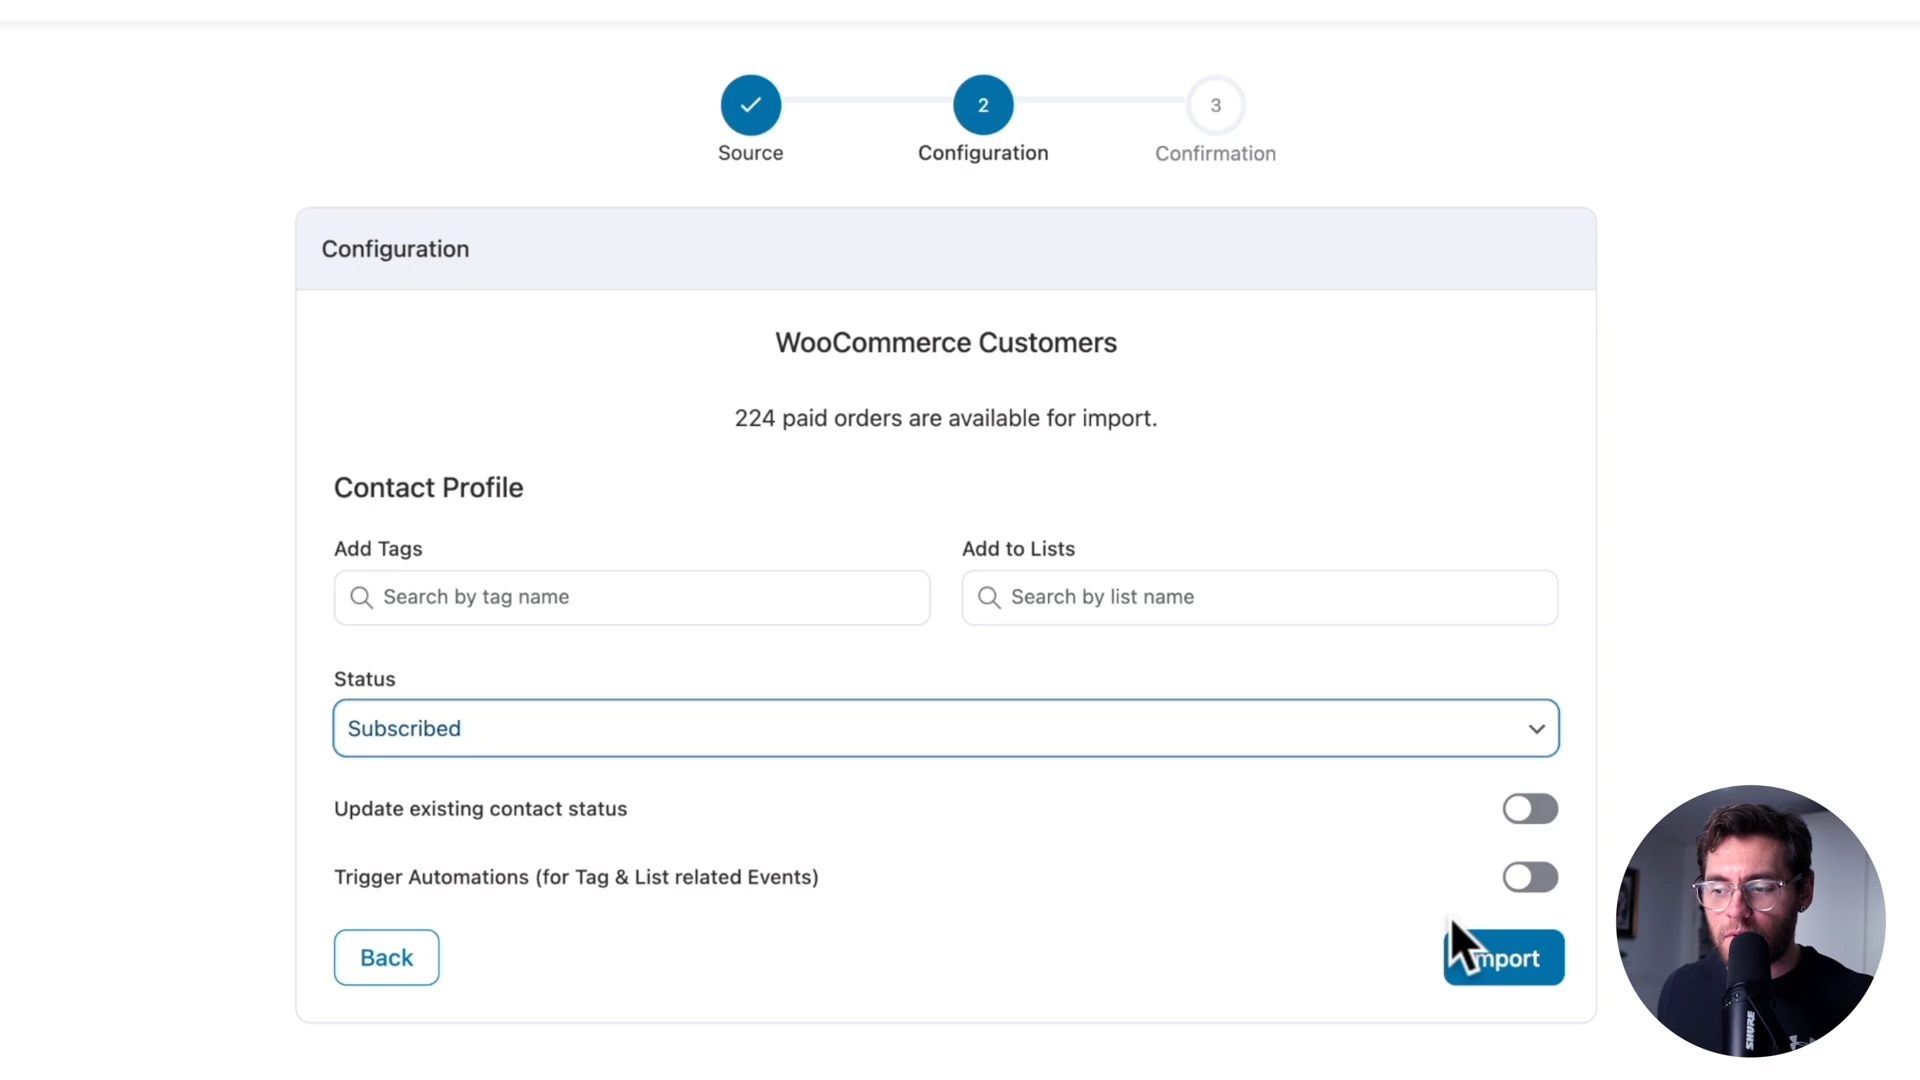 2
3
Source
Configuration
Confirmation
Configuration
WooCommerce Customers
224 paid orders are available for import.
Contact Profile
Add Tags
Add to Lists
Search by tag name
Search by list name
Status
Subscribed
Update existing contact status
Trigger Automations (for Tag & List related Events)
Back
mport
SHURE